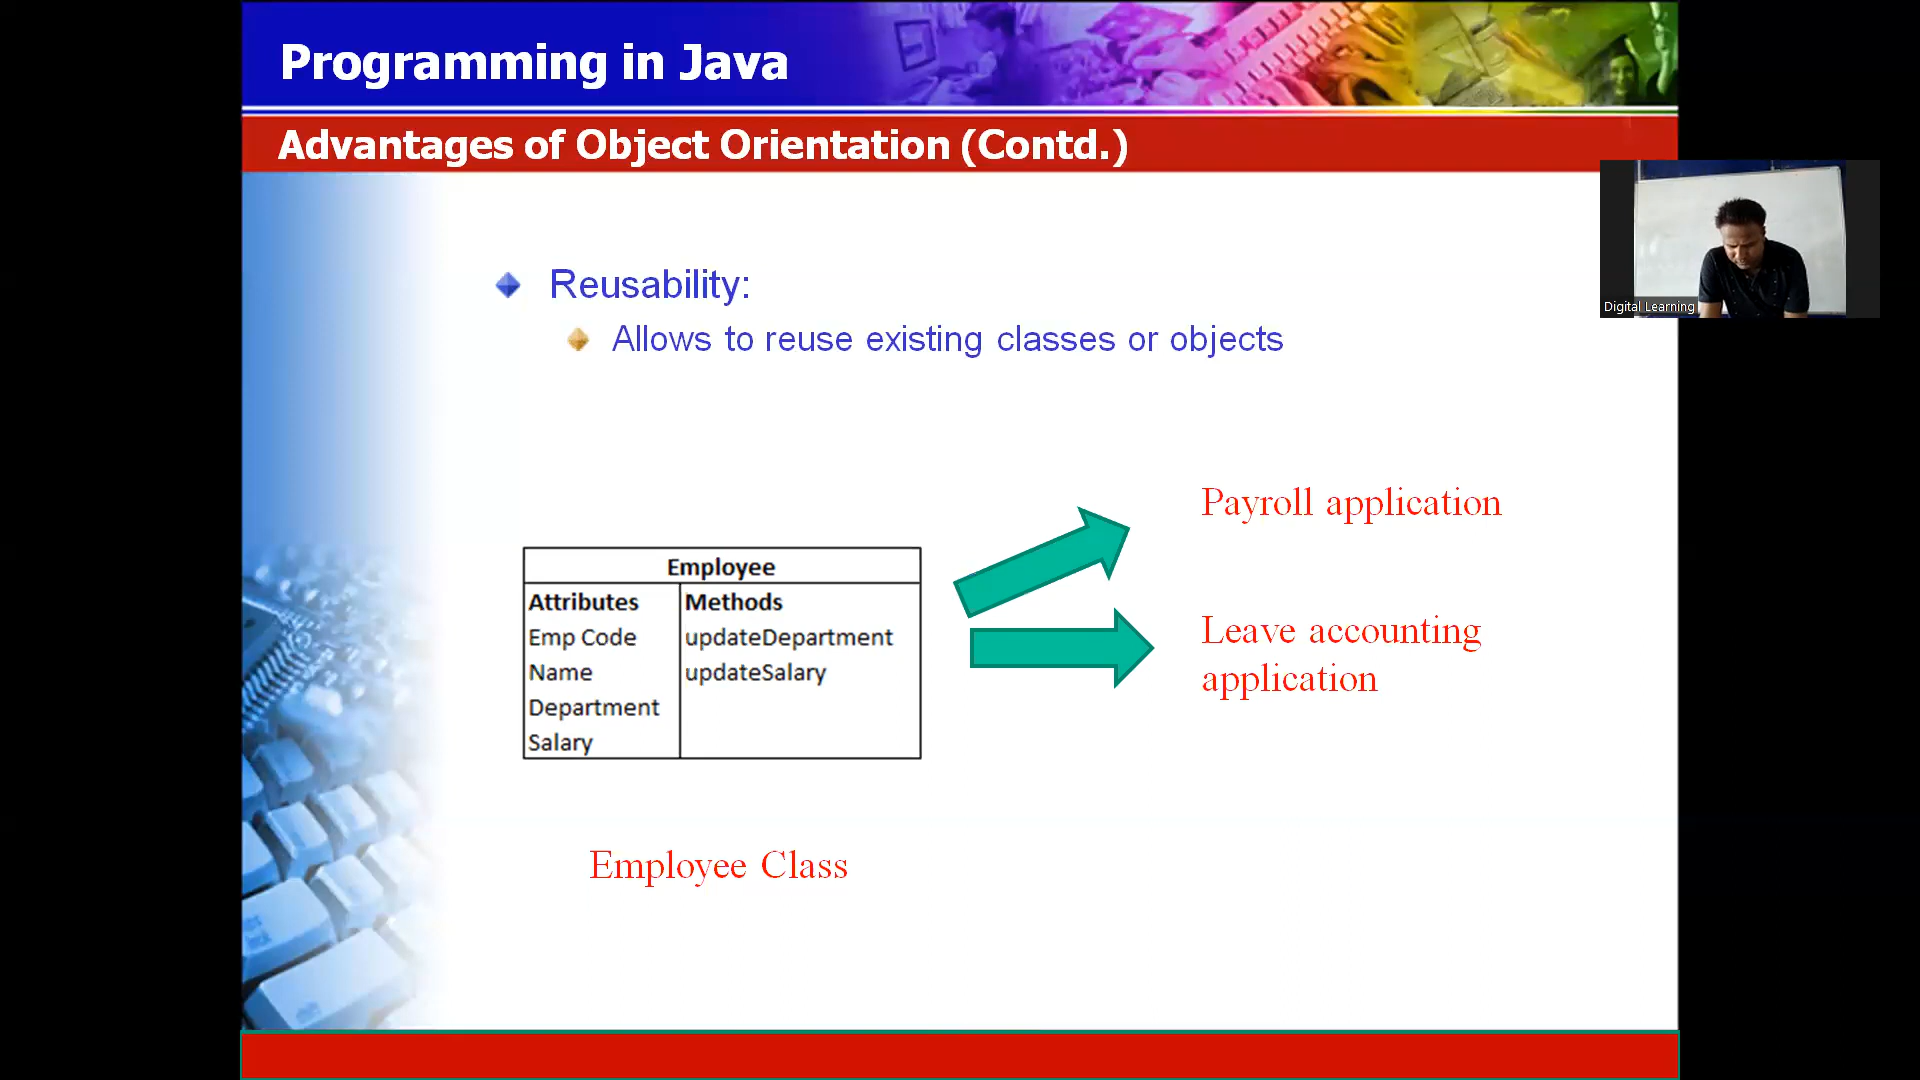 Programming in Java
Advantages of Object Orientation (Contd.)
Reusability:
Allows to reuse existing classes or objects
Digital Learning
Payroll application
Leave accounting
application
Employee
Attributes Methods
Emp Code updateDepartment
Name updateSalary
Department
Salary
Employee Class